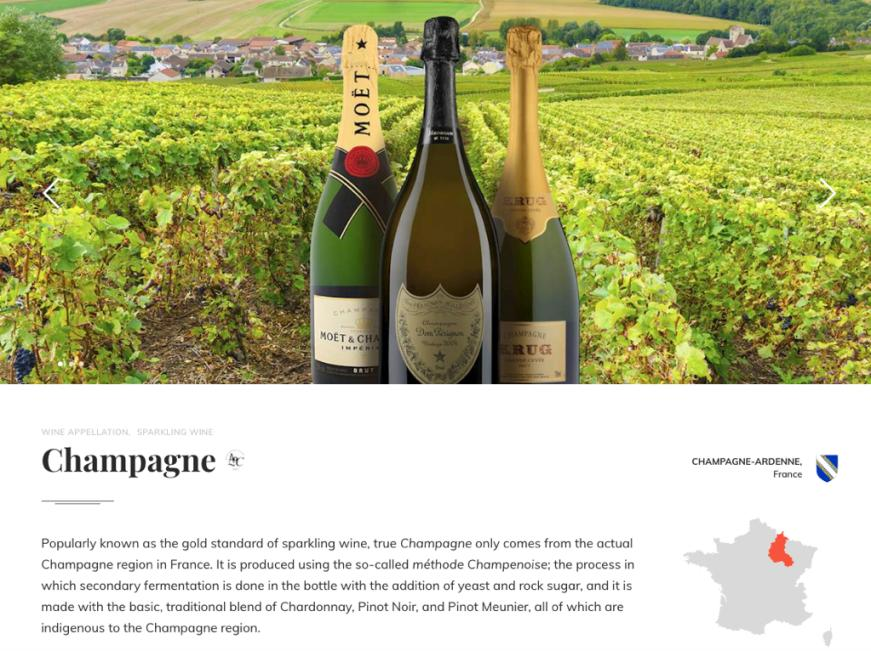 MOËT
KRUG
CHAMPAGNE
Dom Pérignon
MOËT & CHA
IMPÉRIA
BRUT
CHAMPAGNE
KRUG
WINE APPELLATION, SPARKLING WINE
Champagne
CHAMPAGNE-ARDENNE,
France
Popularly known as the gold standard of sparkling wine, true Champagne only comes from the actual
Champagne region in France. It is produced using the so-called méthode Champenoise; the process in
which secondary fermentation is done in the bottle with the addition of yeast and rock sugar, and it is
made with the basic, traditional blend of Chardonnay, Pinot Noir, and Pinot Meunier, all of which are
indigenous to the Champagne region.